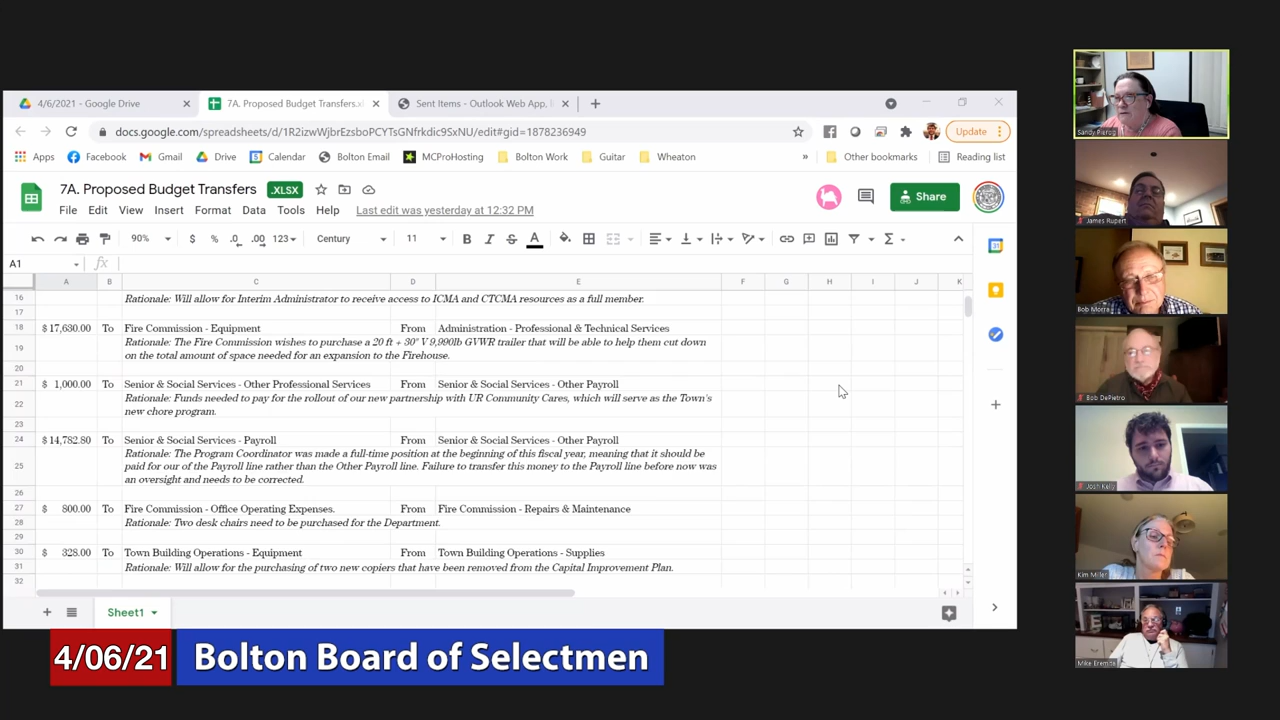 4/6/2021 - Google Drive
7A. Proposed Budget Transfers.x
Sent Items - Outlook Web App, l
docs.google.com/spreadsheets/d/1R2izwWjbrEzsboPCYTsGNfrkdic9SxNU/edit#gid=1878236949
Update
Apps Facebook Gmail Drive Calendar Bolton Email MCProHosting Bolton Work Guitar Wheaton » Other bookmarks Reading list
7A. Proposed Budget Transfers .XLSX
Share
File Edit View Insert Format Data Tools Help Last edit was yesterday at 12:32 PM
90% $ % .0 .00 123 Century 11 B I S A
A1 fx
A B C D E F G H I J K
16 Rationale: Will allow for Interim Administrator to receive access to ICMA and CTCMA resources as a full member.
17
18 $ 17,630.00 To Fire Commission - Equipment From Administration - Professional & Technical Services
19 Rationale: The Fire Commission wishes to purchase a 20 ft + 30" V 9,990lb GVWR trailer that will be able to help them cut down
on the total amount of space needed for an expansion to the Firehouse.
20
21 $ 1,000.00 To Senior & Social Services - Other Professional Services From Senior & Social Services - Other Payroll
22 Rationale: Funds needed to pay for the rollout of our new partnership with UR Community Cares, which will serve as the Town's
new chore program.
23
24 $ 14,782.80 To Senior & Social Services - Payroll From Senior & Social Services - Other Payroll
25 Rationale: The Program Coordinator was made a full-time position at the beginning of this fiscal year, meaning that it should be
paid for our of the Payroll line rather than the Other Payroll line. Failure to transfer this money to the Payroll line before now was
an oversight and needs to be corrected.
26
27 $ 800.00 To Fire Commission - Office Operating Expenses. From Fire Commission - Repairs & Maintenance
28 Rationale: Two desk chairs need to be purchased for the Department.
29
30 $ 328.00 To Town Building Operations - Equipment From Town Building Operations - Supplies
31 Rationale: Will allow for the purchasing of two new copiers that have been removed from the Capital Improvement Plan.
32
Sheet1
4/06/21 Bolton Board of Selectmen
Sandy Pierog
James Rupert
Bob Morra
Bob DePietro
Josh Kelly
Kim Miller
Mike Eremita